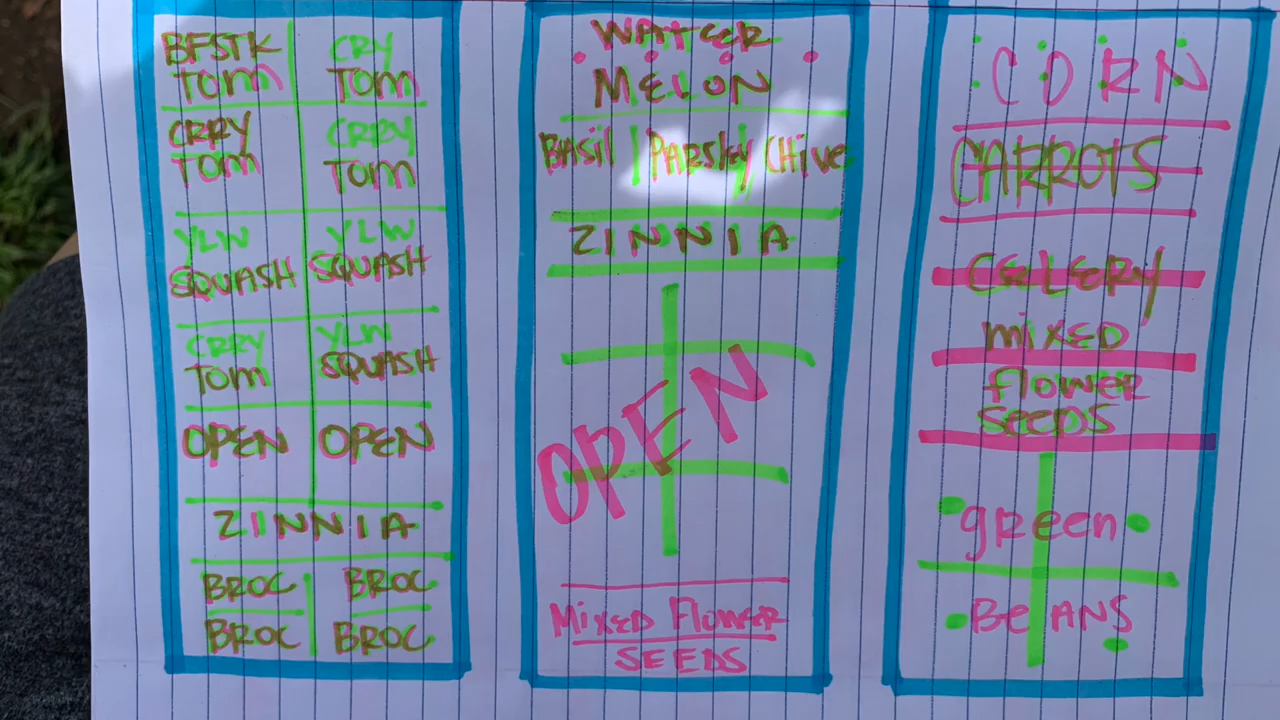 BFSTK CRY
TOM TOM
CRRY CRRY
TOM TOM
YLW YLW
SQUASH SQUASH
CRRY YLW
TOM SQUASH
OPEN OPEN
ZINNIA
BROC BROC
BROC BROC
WATER
MELON
BASIL | PARSLEY CHIVE
ZINNIA
OPEN
MIXED FLOWER
SEEDS
CORN
CARROTS
CELERY
MIXED
flower
SEEDS
green
BEANS